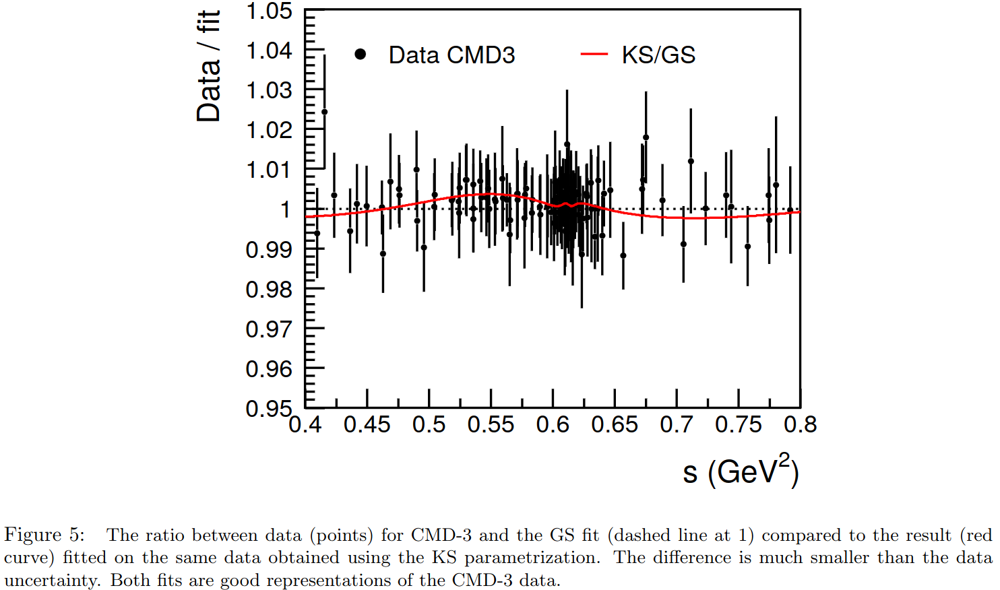 Data / fit
1.05
1.04
1.03
1.02
1.01
1
0.99
0.98
0.97
0.96
0.95
Data CMD3
KS/GS
0.4 0.45 0.5 0.55 0.6 0.65 0.7 0.75 0.8
s (GeV²)
Figure 5: The ratio between data (points) for CMD-3 and the GS fit (dashed line at 1) compared to the result (red
curve) fitted on the same data obtained using the KS parametrization. The difference is much smaller than the data
uncertainty. Both fits are good representations of the CMD-3 data.